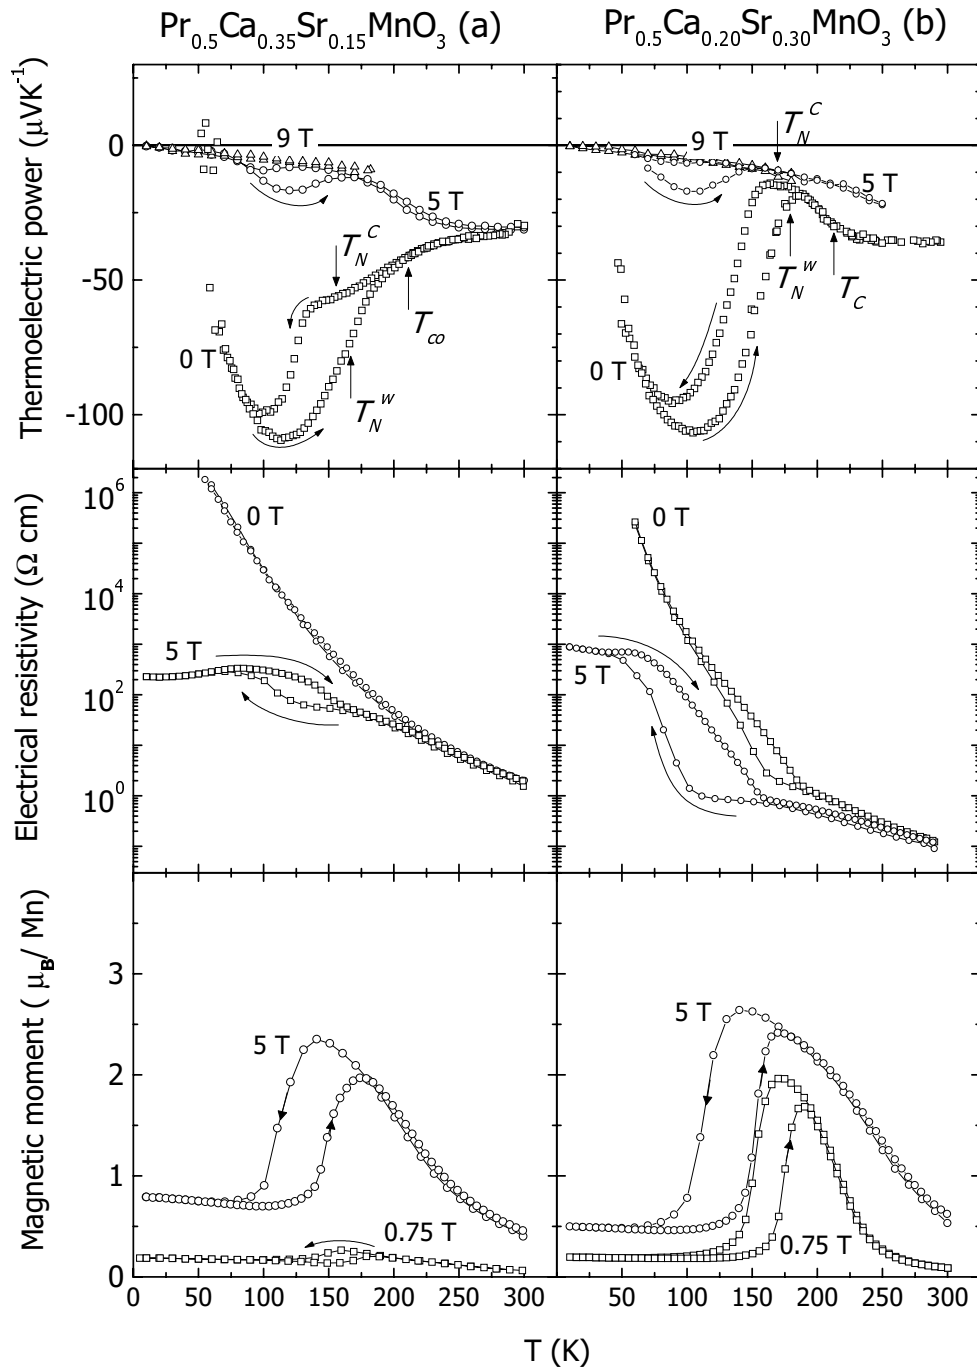 Pr0.5Ca0.35Sr0.15MnO3 (a)
Pr0.5Ca0.20Sr0.30MnO3 (b)
Thermoelectric power (μVK-1)
0
-50
-100
9 T
5 T
TNC
Tco
0 T
TNW
TNC
9 T
5 T
TNW
TC
0 T
Electrical resistivity (Ω cm)
106
104
102
100
0 T
5 T
0 T
5 T
Magnetic moment ( μB/ Mn)
3
2
1
0
5 T
0.75 T
5 T
0.75 T
0 50 100 150 200 250 300
50 100 150 200 250 300
T (K)